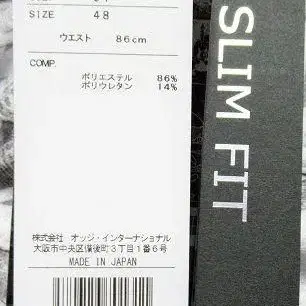 SIZE 48
ウエスト 86cm
COMP.
ポリエステル 86%
ポリウレタン 14%
株式会社 オッジ・インターナショナル
大阪市中央区備後町3丁目1番6号
MADE IN JAPAN
SLIM FIT